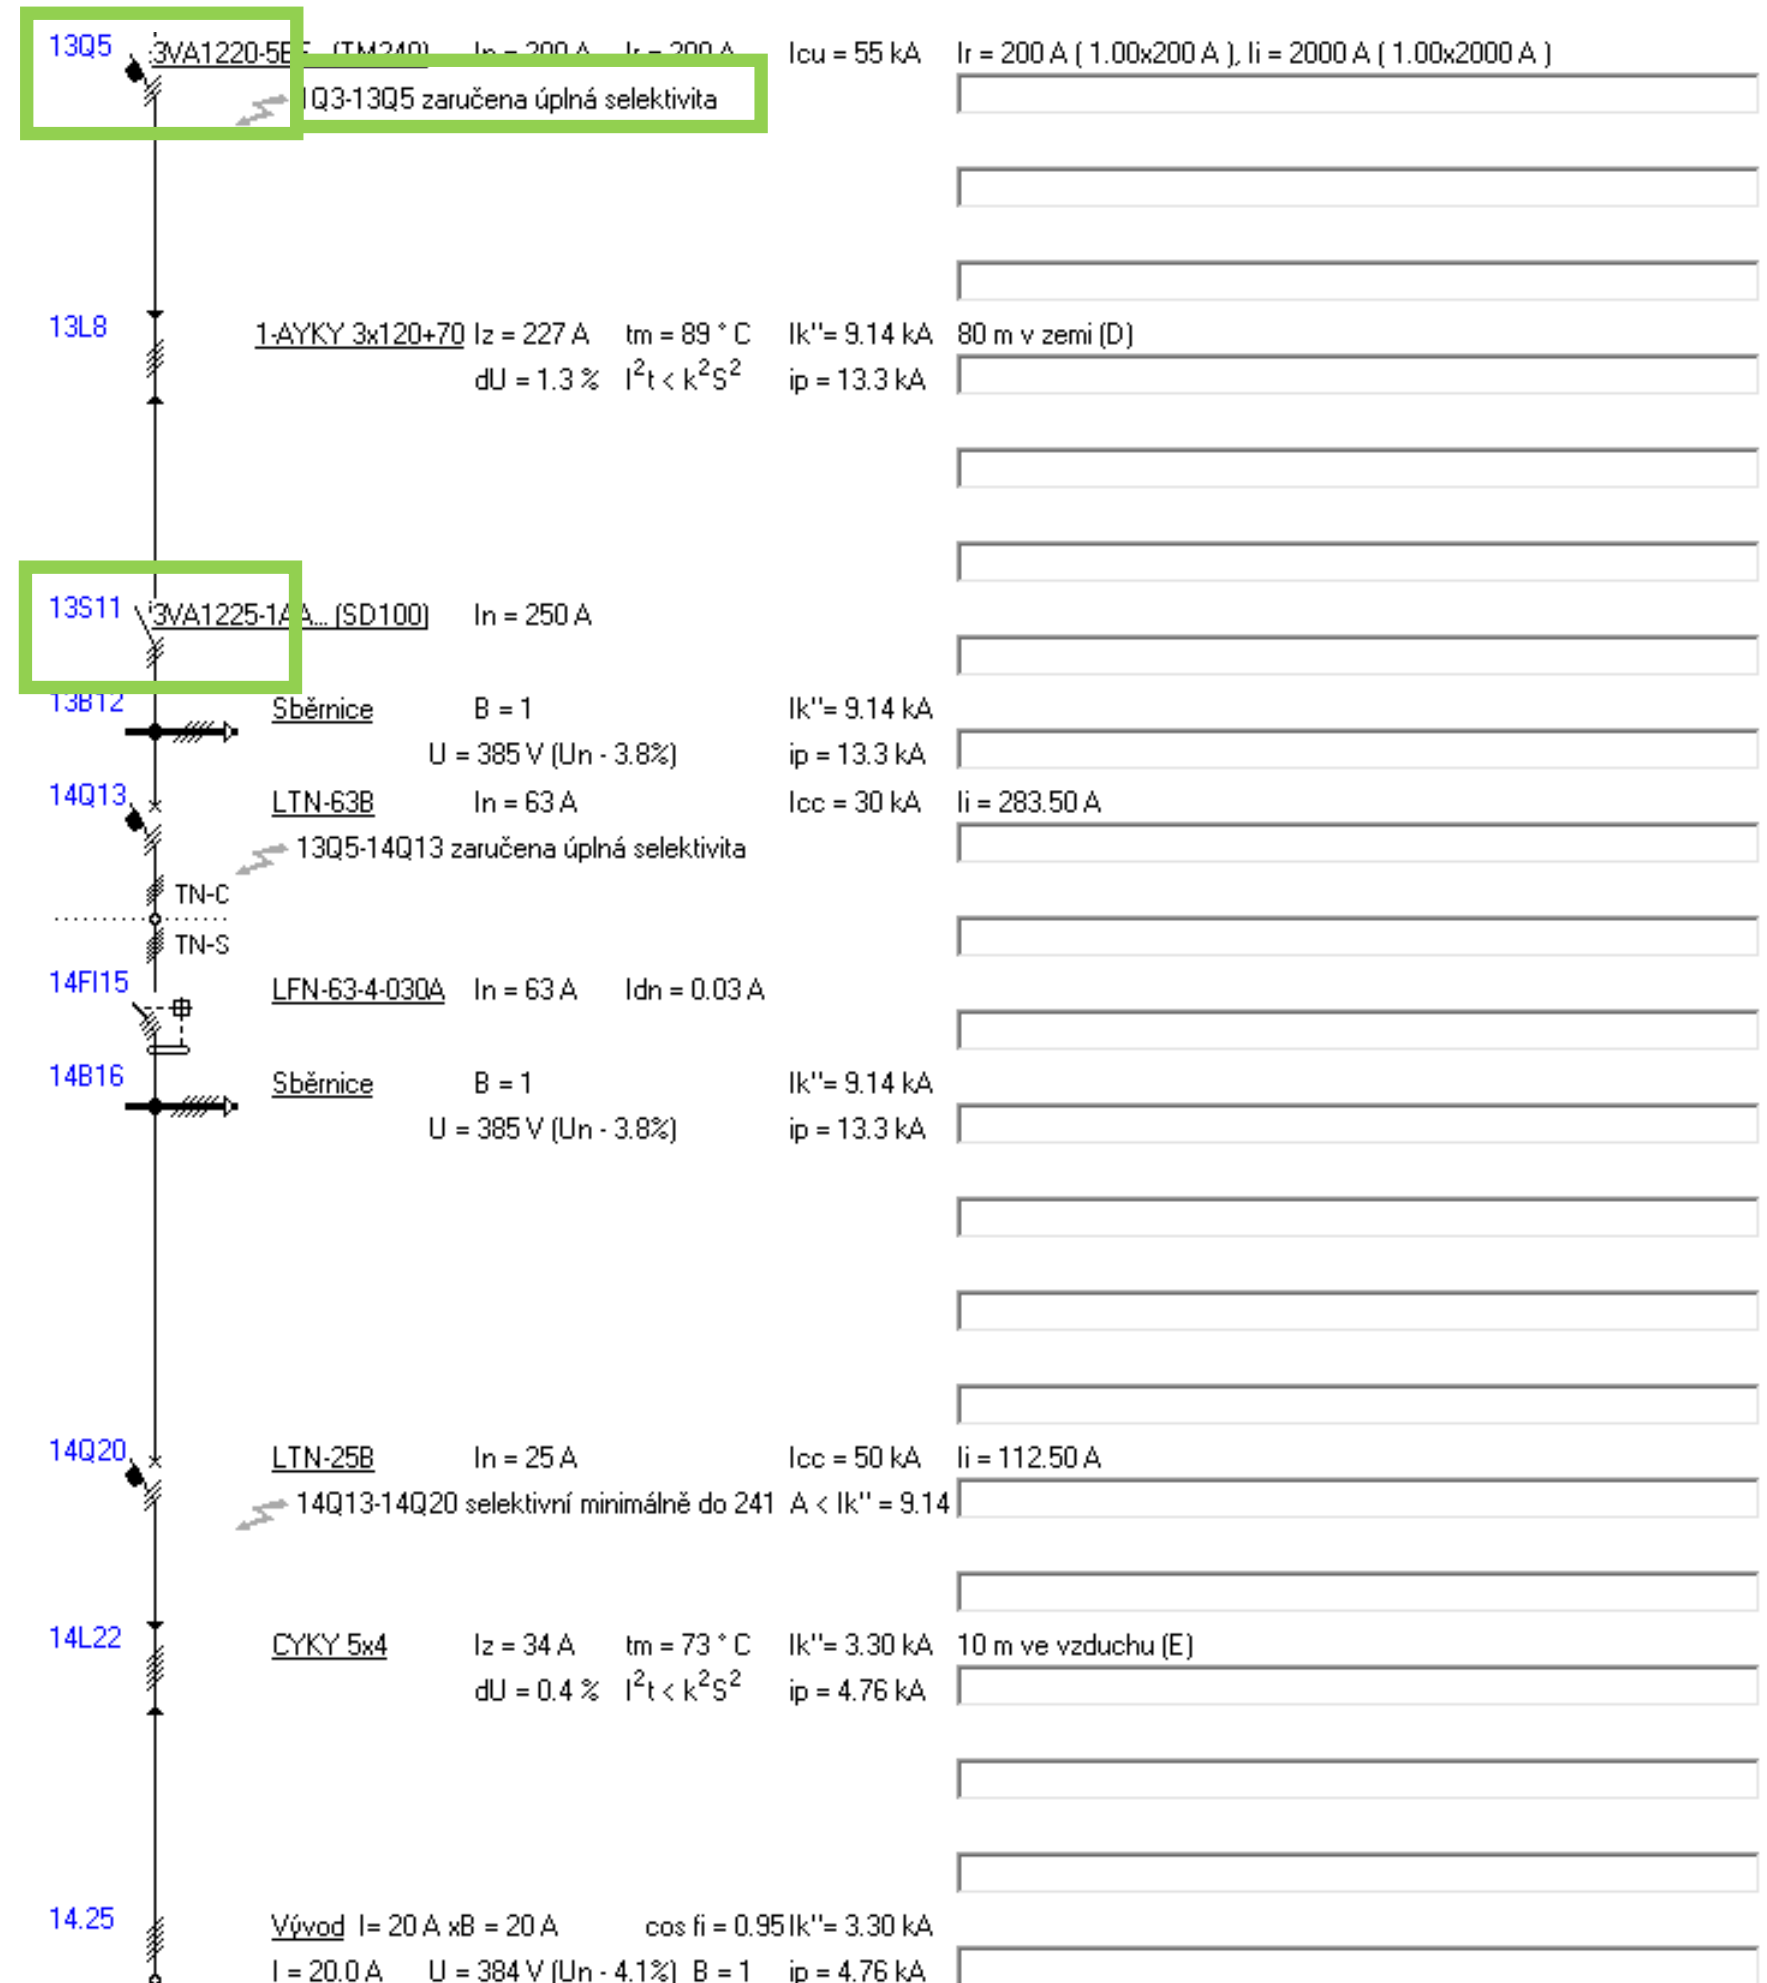 13Q5 3VA1220-5E (TM240) In = 200 A Ir = 200 A Icu = 55 kA Ir = 200 A ( 1.00x200 A ), Ii = 2000 A ( 1.00x2000 A )
1Q3-13Q5 zaručena úplná selektivita
13L8 1-AYKY 3x120+70 Iz = 227 A tm = 89 ° C Ik''= 9.14 kA 80 m v zemi (D)
dU = 1.3 % I²t < k²S² ip = 13.3 kA
13S11 3VA1225-1AA... (SD100) In = 250 A
13B12 Sběrnice B = 1 Ik''= 9.14 kA
U = 385 V (Un - 3.8%) ip = 13.3 kA
14Q13 LTN-63B In = 63 A Icc = 30 kA Ii = 283.50 A
13Q5-14Q13 zaručena úplná selektivita
TN-C
TN-S
14FI15 LFN-63-4-030A In = 63 A Idn = 0.03 A
14B16 Sběrnice B = 1 Ik''= 9.14 kA
U = 385 V (Un - 3.8%) ip = 13.3 kA
14Q20 LTN-25B In = 25 A Icc = 50 kA Ii = 112.50 A
14Q13-14Q20 selektivní minimálně do 241 A < Ik'' = 9.14
14L22 CYKY 5x4 Iz = 34 A tm = 73 ° C Ik''= 3.30 kA 10 m ve vzduchu (E)
dU = 0.4 % I²t < k²S² ip = 4.76 kA
14.25 Vývod I= 20 A xB = 20 A cos fi = 0.95 Ik''= 3.30 kA
I = 20.0 A U = 384 V (Un - 4.1%) B = 1 ip = 4.76 kA